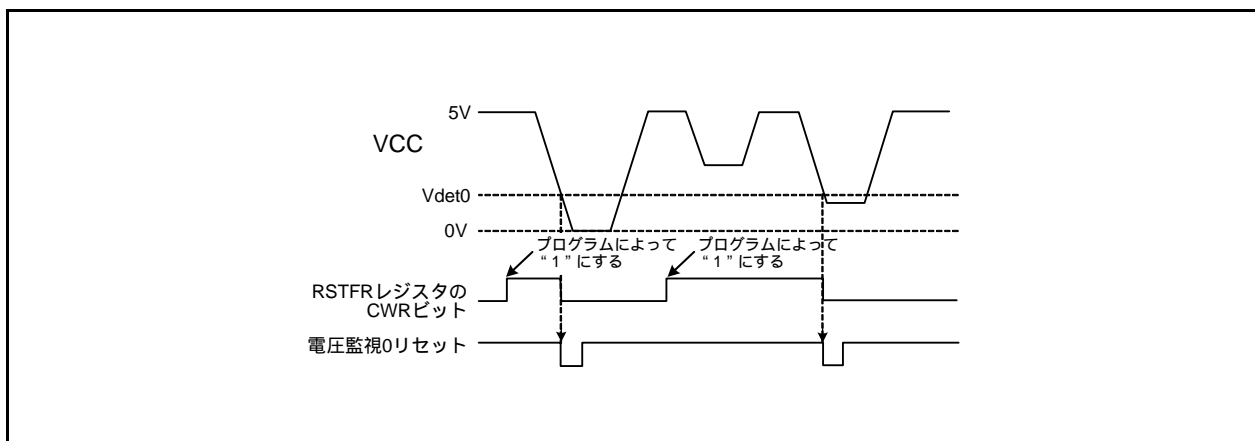 5V
VCC
Vdet0
0V
プログラムによって
“ 1 ” にする
プログラムによって
“ 1 ” にする
RSTFRレジスタの
CWRビット
電圧監視0リセット